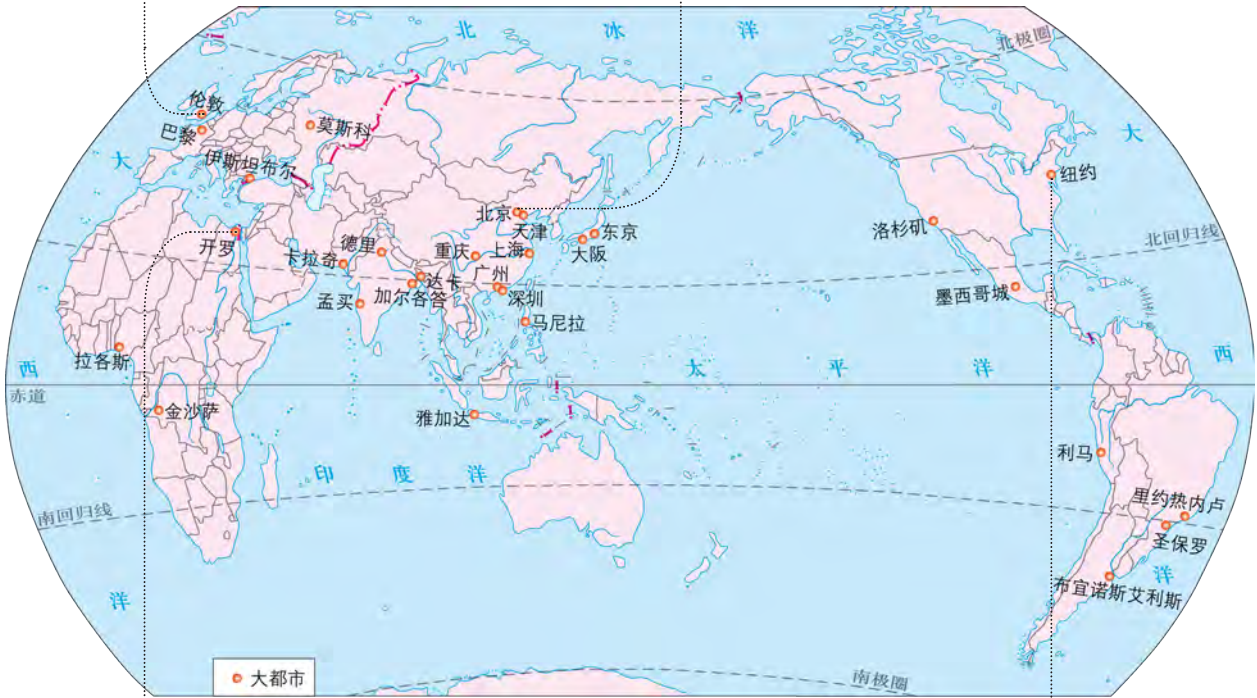 北冰洋
北极圈
伦敦
巴黎
莫斯科
大
大
伊斯坦布尔
纽约
北京
天津
东京
大阪
洛杉矶
开罗
德里
卡拉奇
重庆
上海
北回归线
达卡
加尔各答
广州
深圳
孟买
墨西哥城
马尼拉
拉各斯
西
太平洋
西
赤道
金沙萨
雅加达
利马
印度洋
南回归线
里约热内卢
圣保罗
洋
布宜诺斯艾利斯
洋
大都市
南极圈